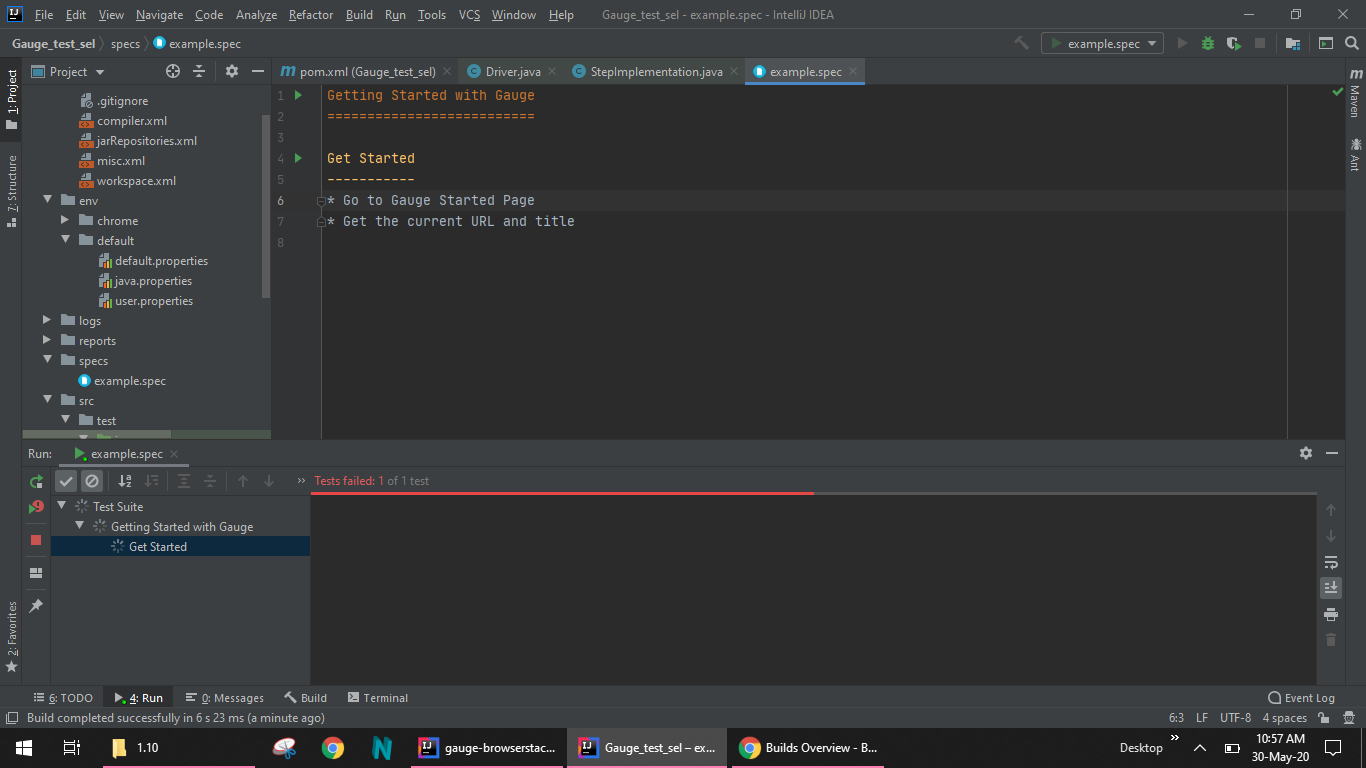 File Edit View Navigate Code Analyze Refactor Build Run Tools VCS Window Help Gauge_test_sel - example.spec - IntelliJ IDEA
Gauge_test_sel specs example.spec example.spec
1: Project
Project
pom.xml (Gauge_test_sel) Driver.java StepImplementation.java example.spec
.gitignore
compiler.xml
jarRepositories.xml
misc.xml
workspace.xml
env
chrome
default
default.properties
java.properties
user.properties
logs
reports
specs
example.spec
src
test
7: Structure
1 Getting Started with Gauge
2 ==========================
3
4 Get Started
5 -----------
6 * Go to Gauge Started Page
7 * Get the current URL and title
8
Maven
Ant
Run: example.spec
Tests failed: 1 of 1 test
Test Suite
Getting Started with Gauge
Get Started
2: Favorites
6: TODO 4: Run 0: Messages Build Terminal Event Log
Build completed successfully in 6 s 23 ms (a minute ago) 6:3 LF UTF-8 4 spaces
1.10 gauge-browserstac... Gauge_test_sel – ex... Builds Overview - B... Desktop 10:57 AM
30-May-20